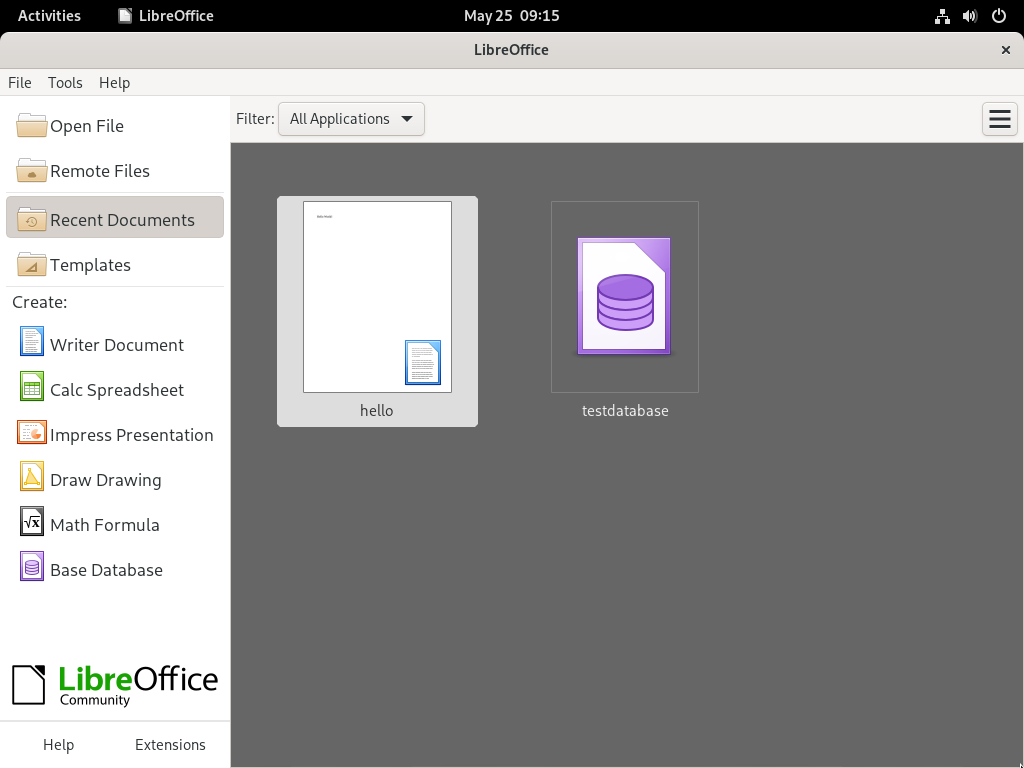 Activities LibreOffice May 25 09:15
LibreOffice
File Tools Help
Open File
Remote Files
Recent Documents
Templates
Create:
Writer Document
Calc Spreadsheet
Impress Presentation
Draw Drawing
Math Formula
Base Database
LibreOffice
Community
Help Extensions
Filter: All Applications
hello
testdatabase